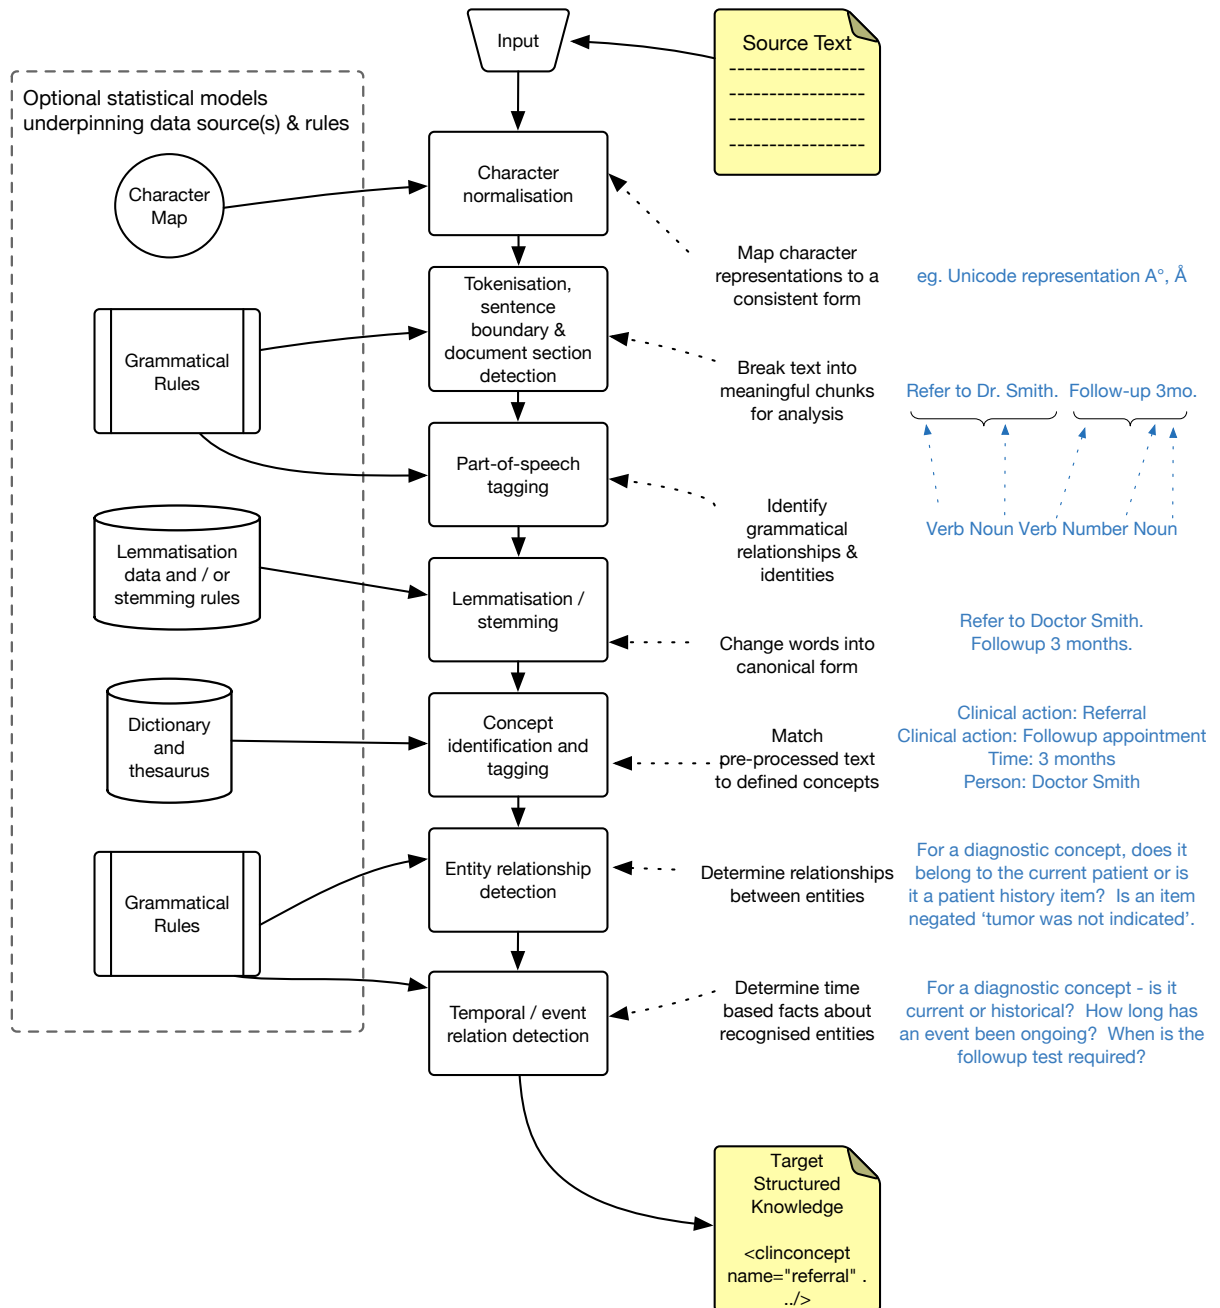 Input
Source Text
Optional statistical models
underpinning data source(s) & rules
Character
Map
Character
normalisation
Map character
representations to a
consistent form
eg. Unicode representation A°, Å
Grammatical
Rules
Tokenisation,
sentence
boundary &
document section
detection
Break text into
meaningful chunks
for analysis
Refer to Dr. Smith. Follow-up 3mo.
Part-of-speech
tagging
Identify
grammatical
relationships &
identities
Verb Noun Verb Number Noun
Lemmatisation
data and / or
stemming rules
Lemmatisation /
stemming
Change words into
canonical form
Refer to Doctor Smith.
Followup 3 months.
Dictionary
and
thesaurus
Concept
identification and
tagging
Match
pre-processed text
to defined concepts
Clinical action: Referral
Clinical action: Followup appointment
Time: 3 months
Person: Doctor Smith
Grammatical
Rules
Entity relationship
detection
Determine relationships
between entities
For a diagnostic concept, does it
belong to the current patient or is
it a patient history item? Is an item
negated ‘tumor was not indicated’.
Temporal / event
relation detection
Determine time
based facts about
recognised entities
For a diagnostic concept - is it
current or historical? How long has
an event been ongoing? When is the
followup test required?
Target
Structured
Knowledge
<clinconcept
name="referral" .
../>